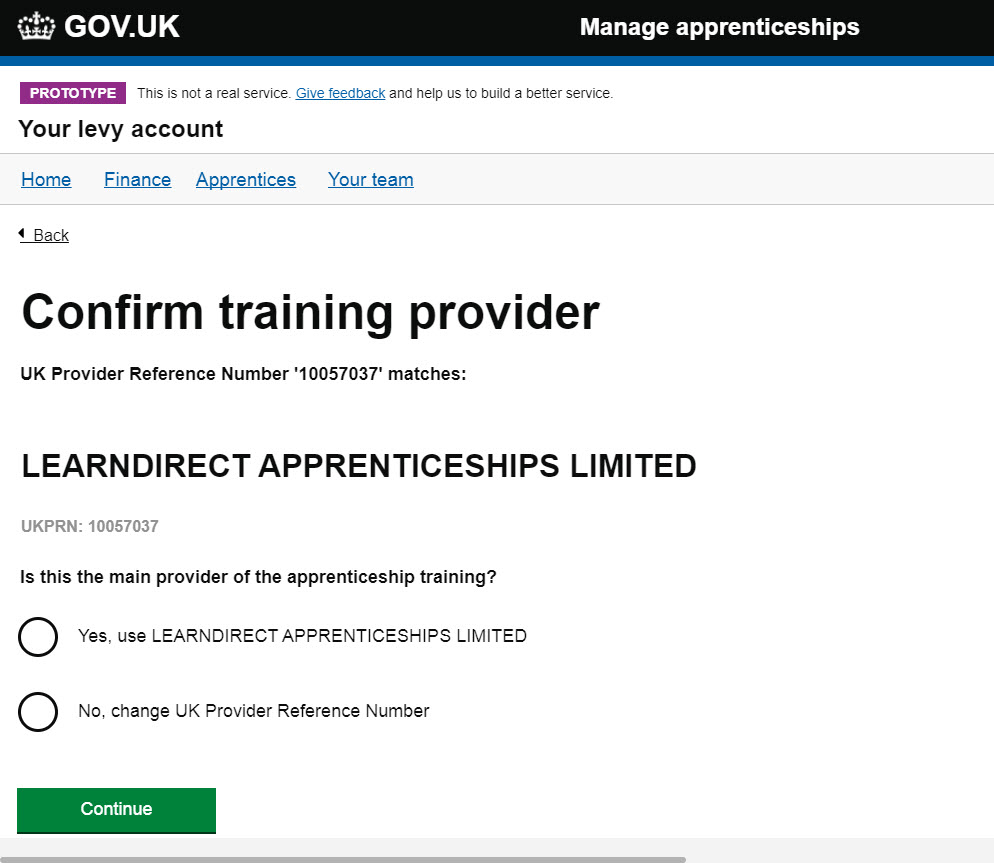 GOV.UK Manage apprenticeships
PROTOTYPE This is not a real service. Give feedback and help us to build a better service.
Your levy account
Home Finance Apprentices Your team
Back
Confirm training provider
UK Provider Reference Number '10057037' matches:
LEARNDIRECT APPRENTICESHIPS LIMITED
UKPRN: 10057037
Is this the main provider of the apprenticeship training?
Yes, use LEARNDIRECT APPRENTICESHIPS LIMITED
No, change UK Provider Reference Number
Continue